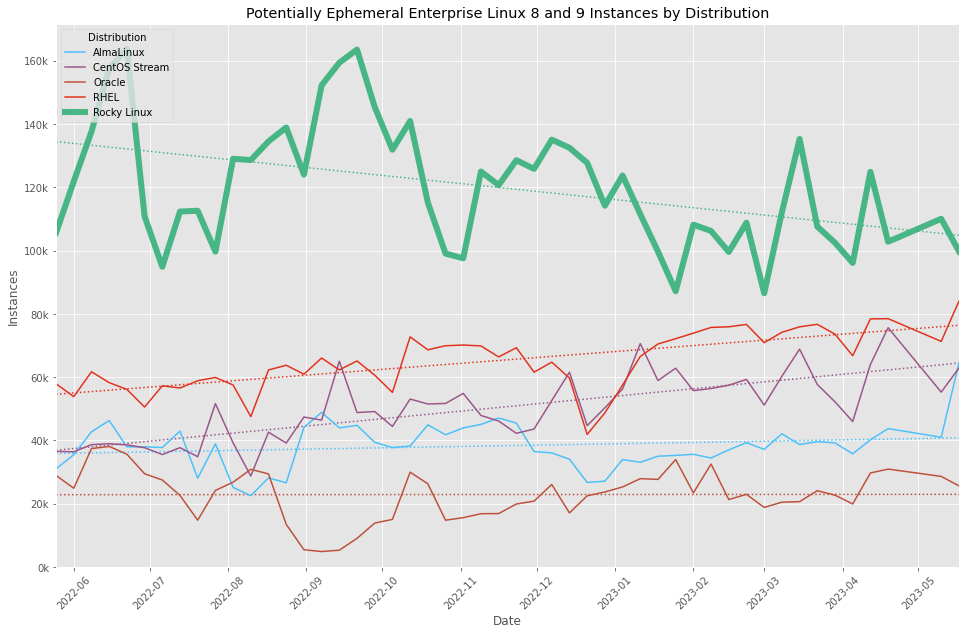 Potentially Ephemeral Enterprise Linux 8 and 9 Instances by Distribution
Distribution
AlmaLinux
CentOS Stream
Oracle
RHEL
Rocky Linux
160k
140k
120k
100k
80k
60k
40k
20k
0k
Instances
2022-06
2022-07
2022-08
2022-09
2022-10
2022-11
2022-12
2023-01
2023-02
2023-03
2023-04
2023-05
Date